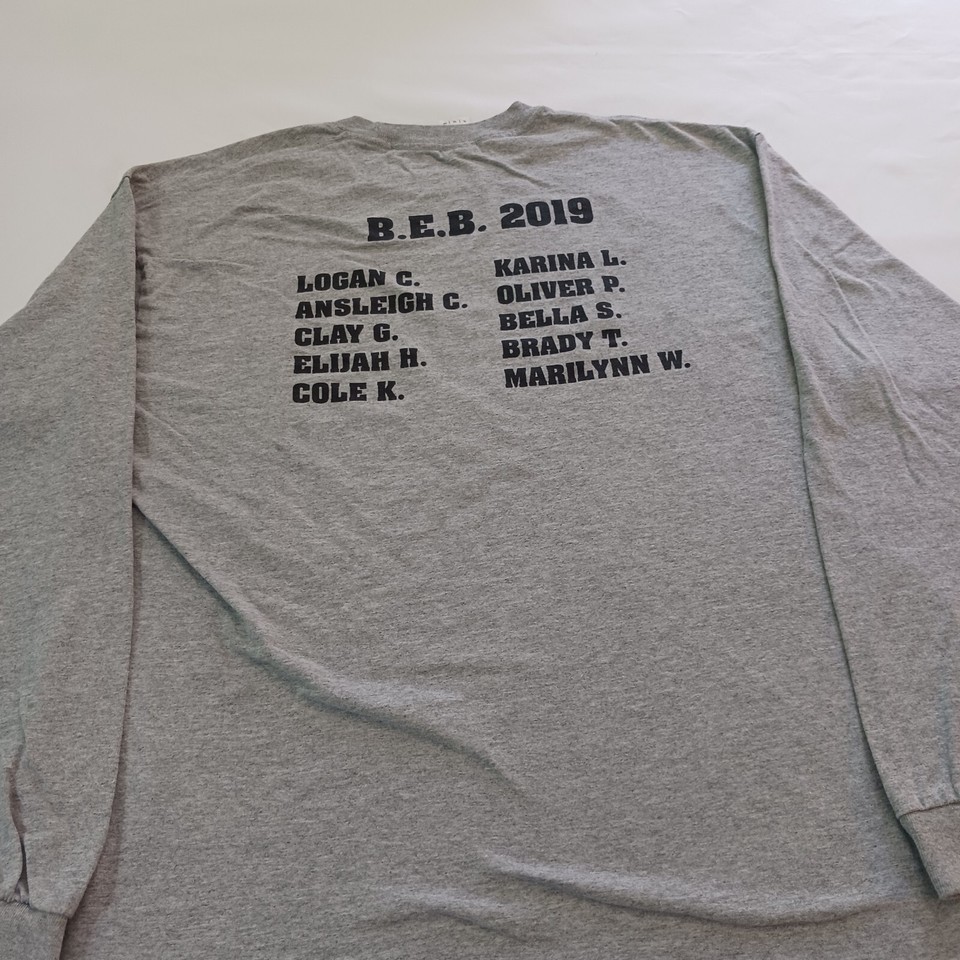 B.E.B. 2019
LOGAN C.
ANSLEIGH C.
CLAY G.
ELIJAH H.
COLE K.
KARINA L.
OLIVER P.
BELLA S.
BRADY T.
MARILYNN W.